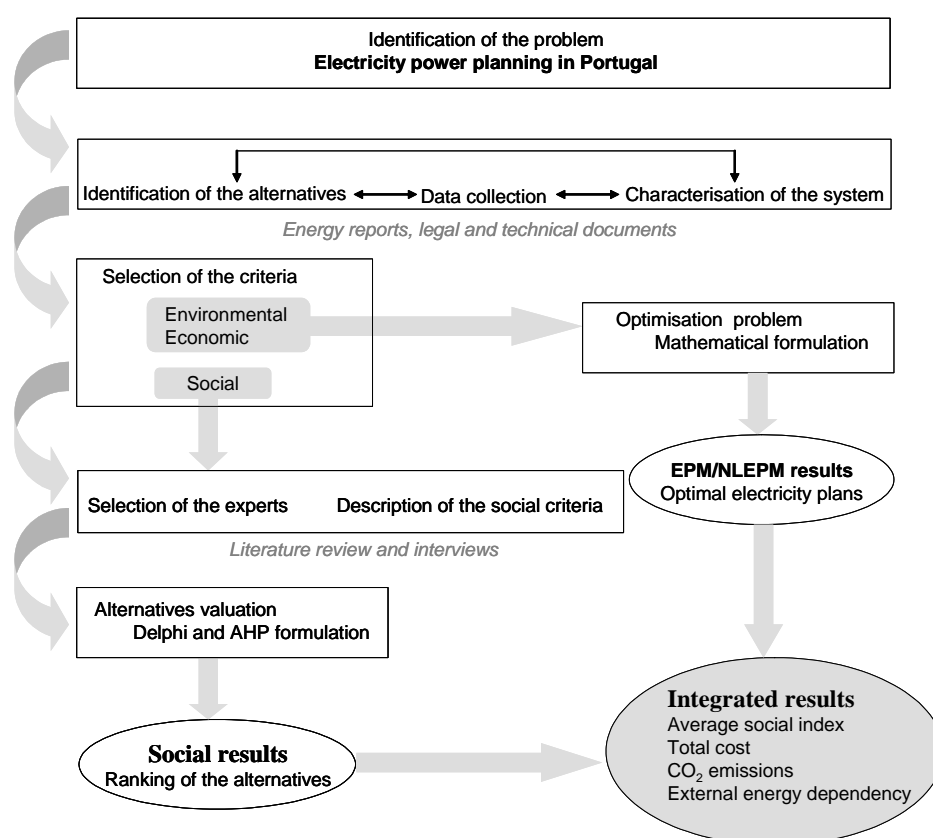 Identification of the problem
Electricity power planning in Portugal
Identification of the alternatives
Data collection
Characterisation of the system
Energy reports, legal and technical documents
Selection of the criteria
Environmental
Economic
Social
Optimisation problem
Mathematical formulation
EPM/NLEPM results
Optimal electricity plans
Selection of the experts
Description of the social criteria
Literature review and interviews
Alternatives valuation
Delphi and AHP formulation
Social results
Ranking of the alternatives
Integrated results
Average social index
Total cost
CO₂ emissions
External energy dependency